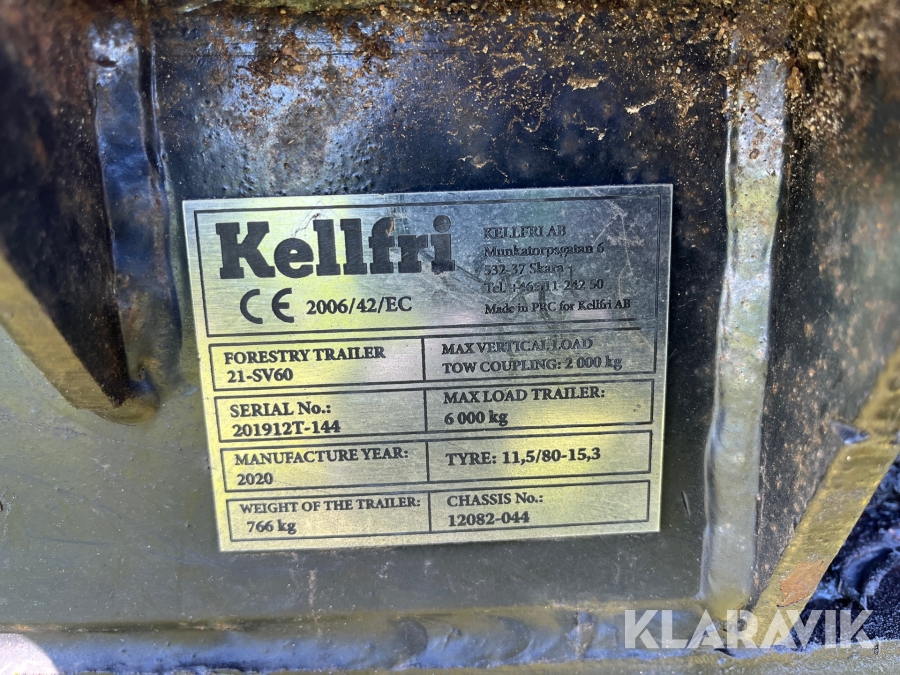 Kellfri
CE 2006/42/EC
KELLFRI AB
Munkatorpsgatan 6
532-37 Skara
Tel. 242 50
Made in PRC for Kellfri AB
FORESTRY TRAILER
21-SV60
MAX VERTICAL LOAD
TOW COUPLING: 2 000 kg
SERIAL No.:
201912T-144
MAX LOAD TRAILER:
6 000 kg
MANUFACTURE YEAR:
2020
TYRE: 11,5/80-15,3
WEIGHT OF THE TRAILER:
766 kg
CHASSIS No.:
12082-044
KLARAVIK